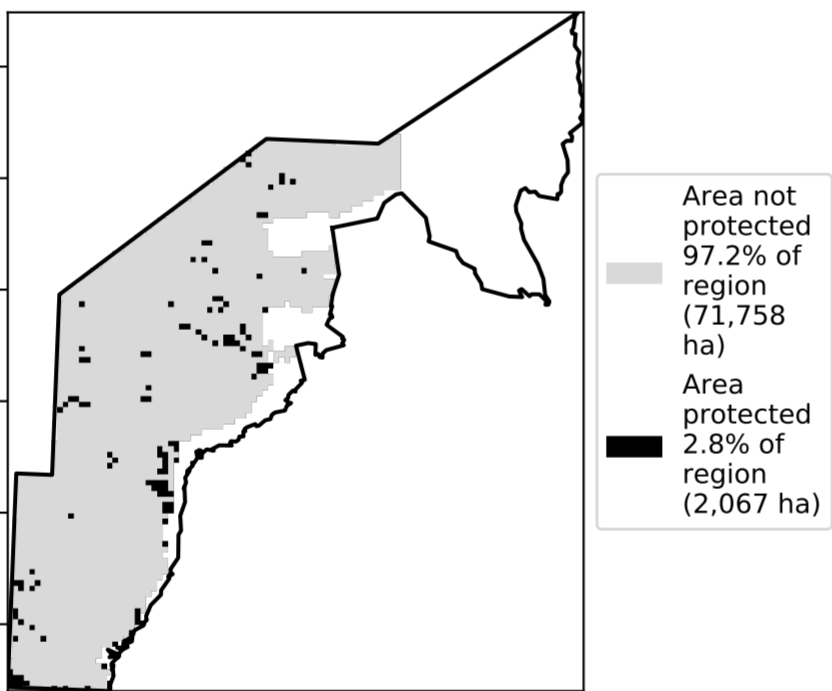 Area not
protected
97.2% of
region
(71,758
ha)
Area
protected
2.8% of
region
(2,067 ha)